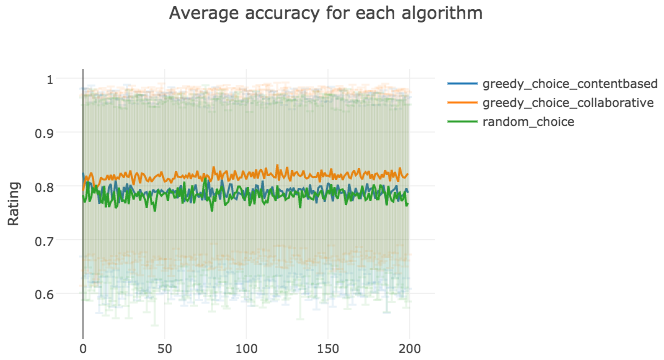 Average accuracy for each algorithm
greedy_choice_contentbased
greedy_choice_collaborative
random_choice
Rating
1
0.9
0.8
0.7
0.6
0
50
100
150
200